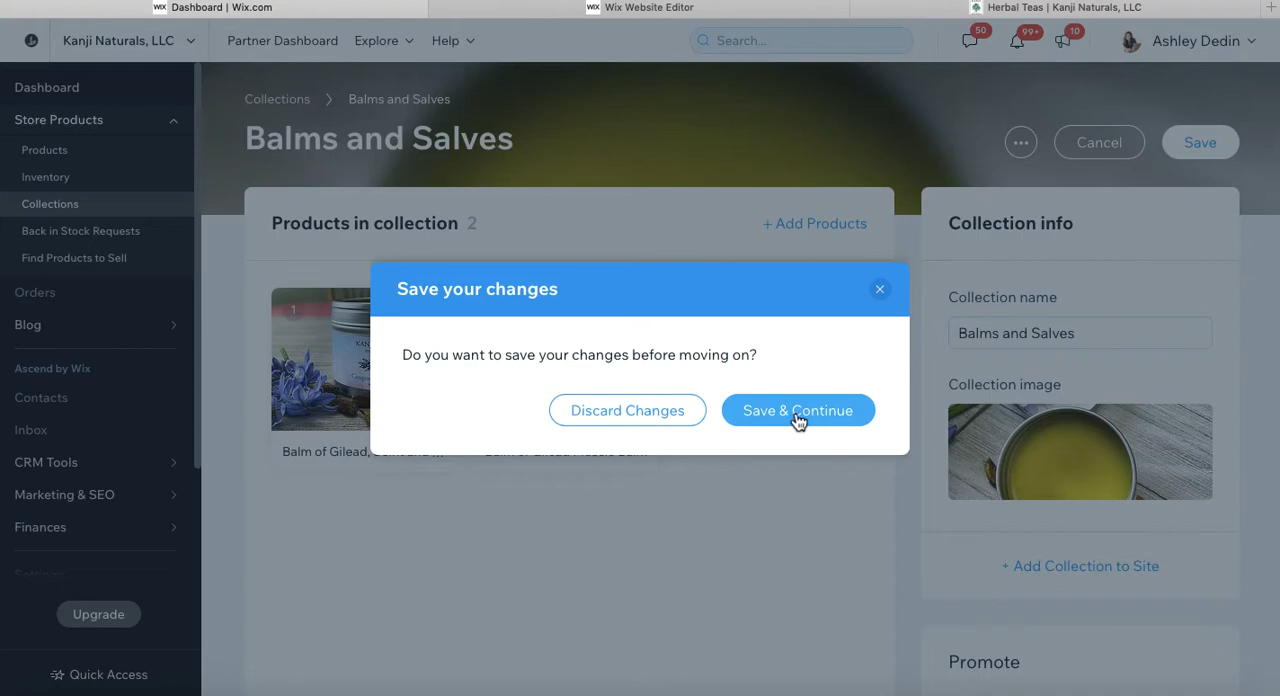 WIX Dashboard | Wix.com
WIX Wix Website Editor
Herbal Teas | Kanji Naturals, LLC
Kanji Naturals, LLC
Partner Dashboard
Explore
Help
Search...
50
99+
10
Ashley Dedin
Dashboard
Store Products
Products
Inventory
Collections
Back in Stock Requests
Find Products to Sell
Orders
Blog
Ascend by Wix
Contacts
Inbox
CRM Tools
Marketing & SEO
Finances
Settings
Upgrade
Quick Access
Collections
Balms and Salves
Balms and Salves
Cancel
Save
Products in collection 2
+ Add Products
1
Balm of Gilead,
Save your changes
Do you want to save your changes before moving on?
Discard Changes
Save & Continue
Collection info
Collection name
Balms and Salves
Collection image
+ Add Collection to Site
Promote